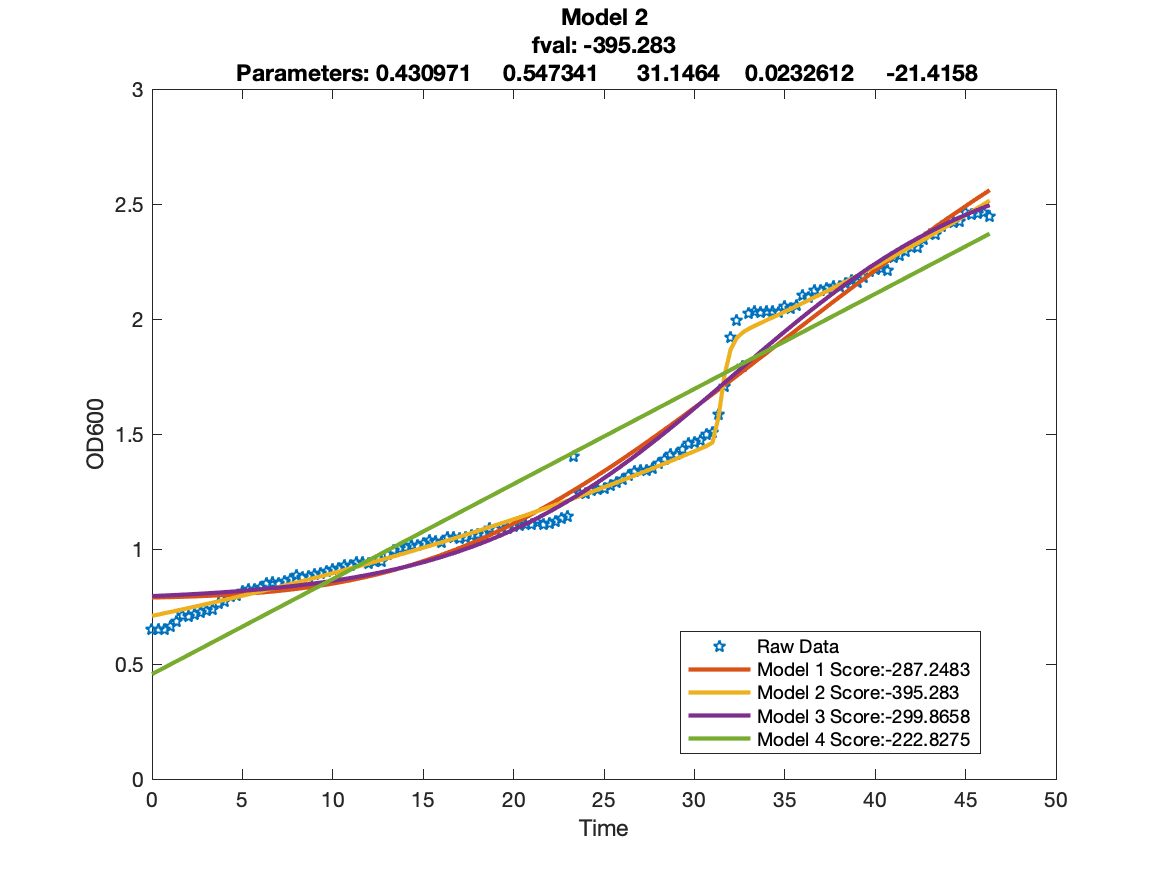 Model 2
fval: -395.283
Parameters: 0.430971 0.547341 31.1464 0.0232612 -21.4158
3
2.5
2
1.5
1
0.5
0
OD600
0 5 10 15 20 25 30 35 40 45 50
Time
Raw Data
Model 1 Score:-287.2483
Model 2 Score:-395.283
Model 3 Score:-299.8658
Model 4 Score:-222.8275